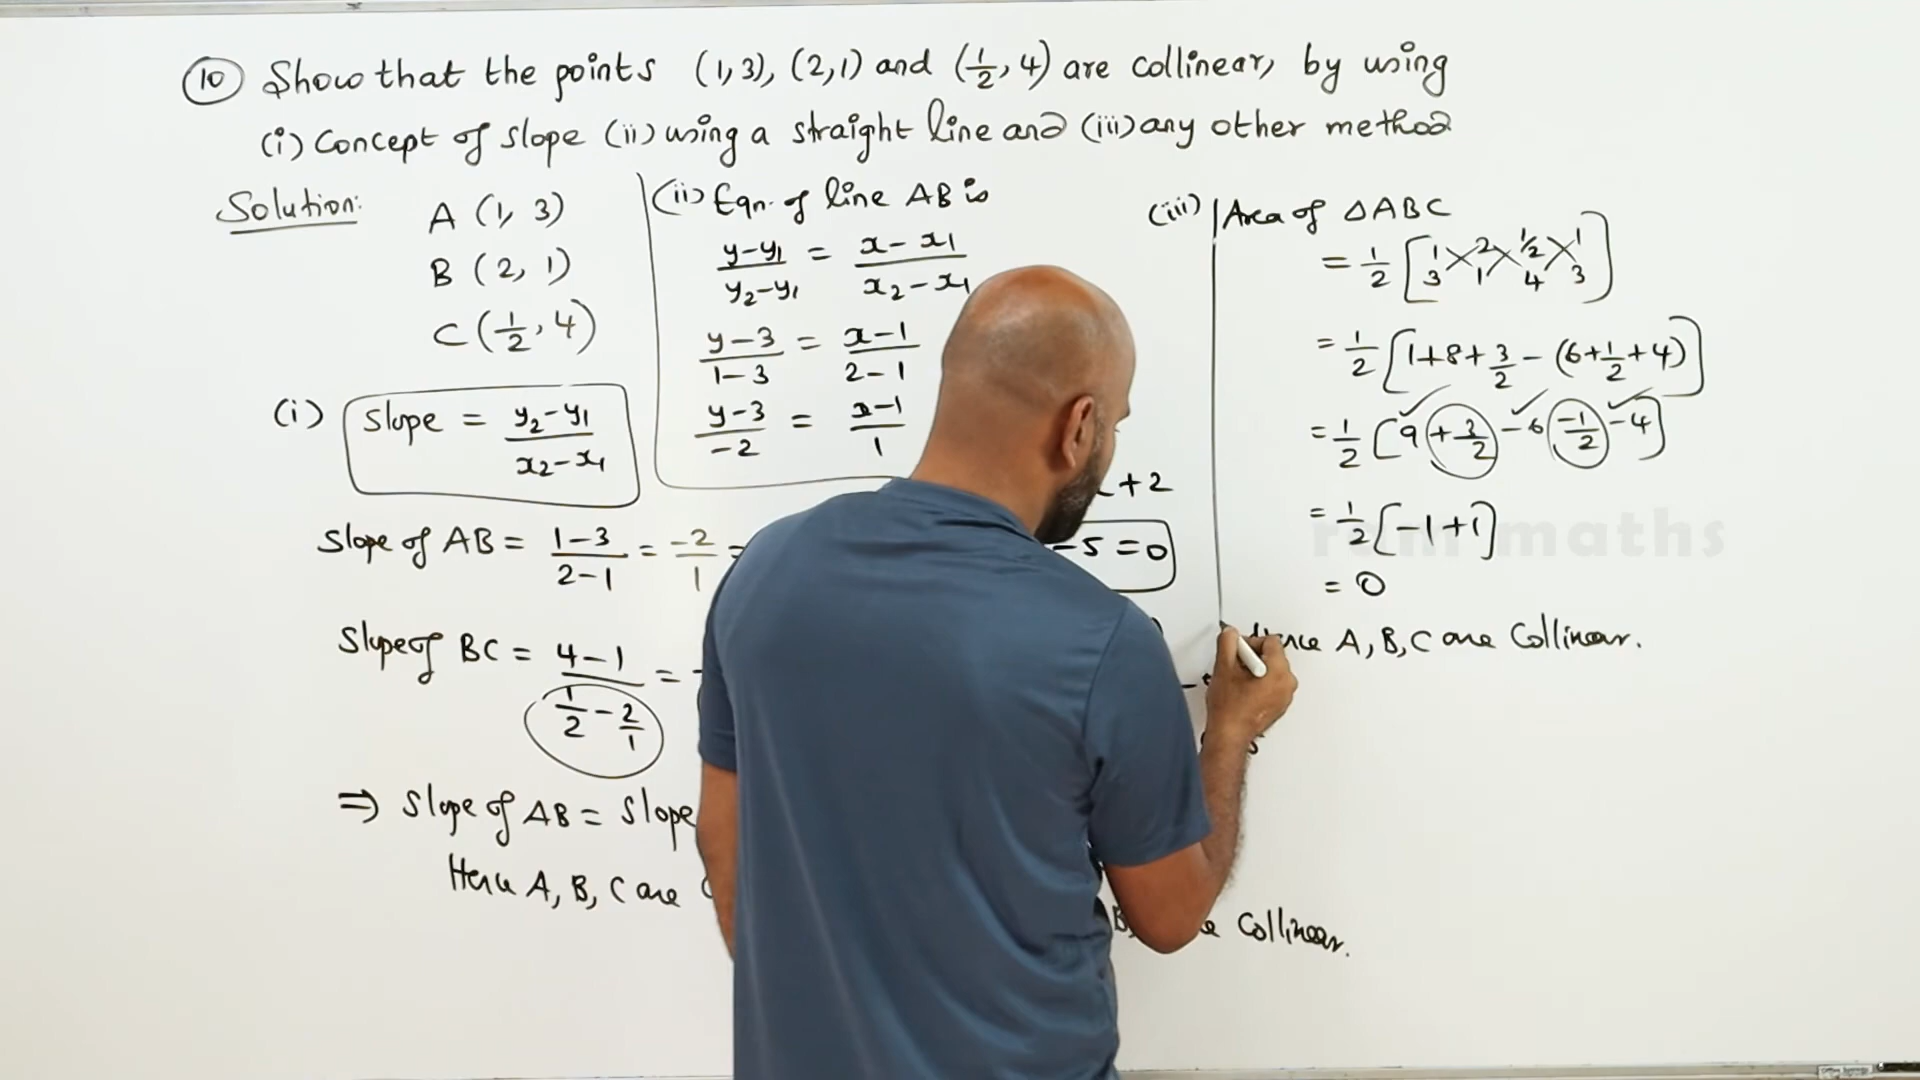 10 Show that the points (1,3), (2,1) and (1/2, 4) are collinear, by using
(i) Concept of slope (ii) using a straight line and (iii) any other method
Solution:
A (1, 3)
B (2, 1)
C (1/2, 4)
(i) Slope = y2-y1 / x2-x1
Slope of AB = 1-3 / 2-1 = -2/1 =
Slope of BC = 4-1 / 1/2 - 2/1 =
⇒ Slope of AB = Slope
Hence A, B, C are
(ii) Eqn. of line AB is
y-y1 / y2-y1 = x-x1 / x2-x1
y-3 / 1-3 = x-1 / 2-1
y-3 / -2 = x-1 / 1
+2
-5=0
Collinear.
(iii) Area of ΔABC
= 1/2 [1 2 1/2 1
3 1 4 3]
= 1/2 [1+8+3/2 - (6+1/2+4)]
= 1/2 [9+3/2-6-1/2-4]
= 1/2 [-1+1]
= 0
Hence A, B, C are Collinear.
maths